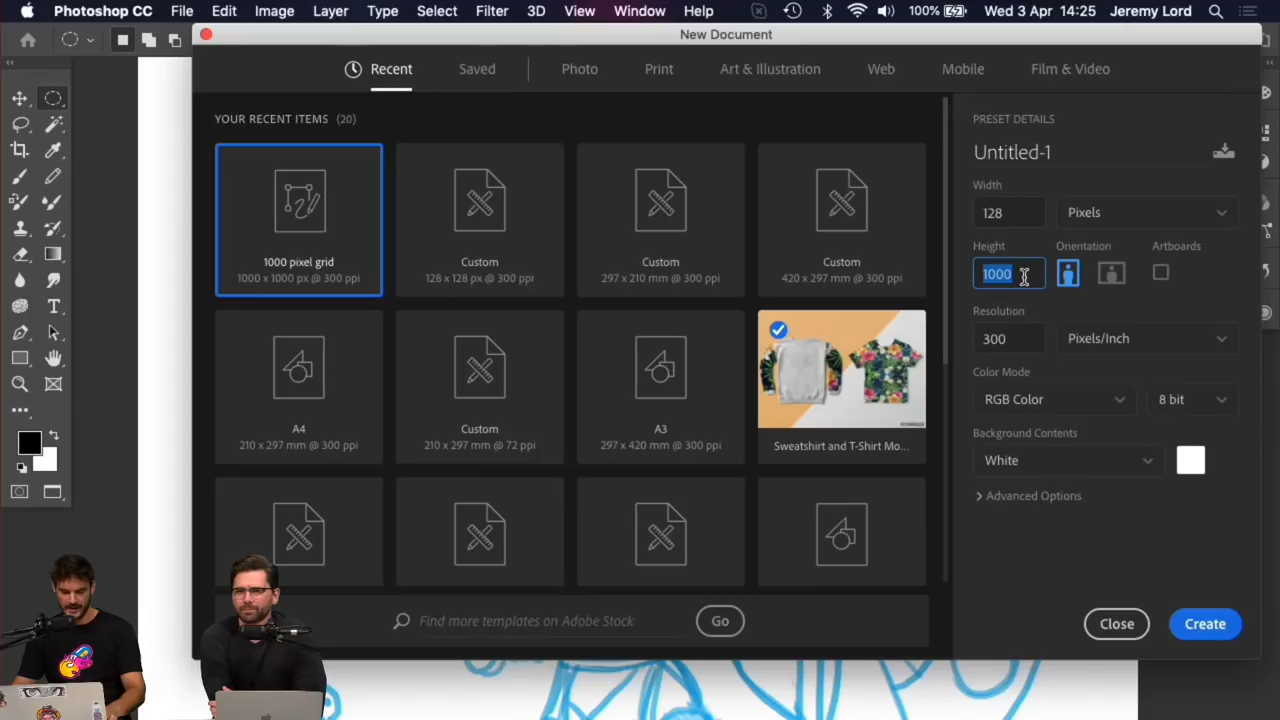 Photoshop CC File Edit Image Layer Type Select Filter 3D View Window Help 100% Wed 3 Apr 14:25 Jeremy Lord
New Document
Recent Saved Photo Print Art & Illustration Web Mobile Film & Video
YOUR RECENT ITEMS (20)
1000 pixel grid
1000 x 1000 px @ 300 ppi
Custom
128 x 128 px @ 300 ppi
Custom
297 x 210 mm @ 300 ppi
Custom
420 x 297 mm @ 300 ppi
A4
210 x 297 mm @ 300 ppi
Custom
210 x 297 mm @ 72 ppi
A3
297 x 420 mm @ 300 ppi
Sweatshirt and T-Shirt Mo...
Find more templates on Adobe Stock Go
PRESET DETAILS
Untitled-1
Width
128 Pixels
Height Orientation Artboards
1000
Resolution
300 Pixels/Inch
Color Mode
RGB Color 8 bit
Background Contents
White
Advanced Options
Close Create